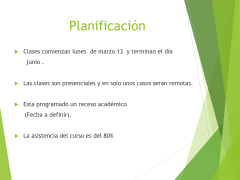 Planificación
Clases comienzan lunes de marzo 13 y terminan el día
junio .
Las clases son presenciales y en solo unos casos seran remotas.
Esta programado un receso académico
(Fecha a definir).
La asistencia del curso es del 80%